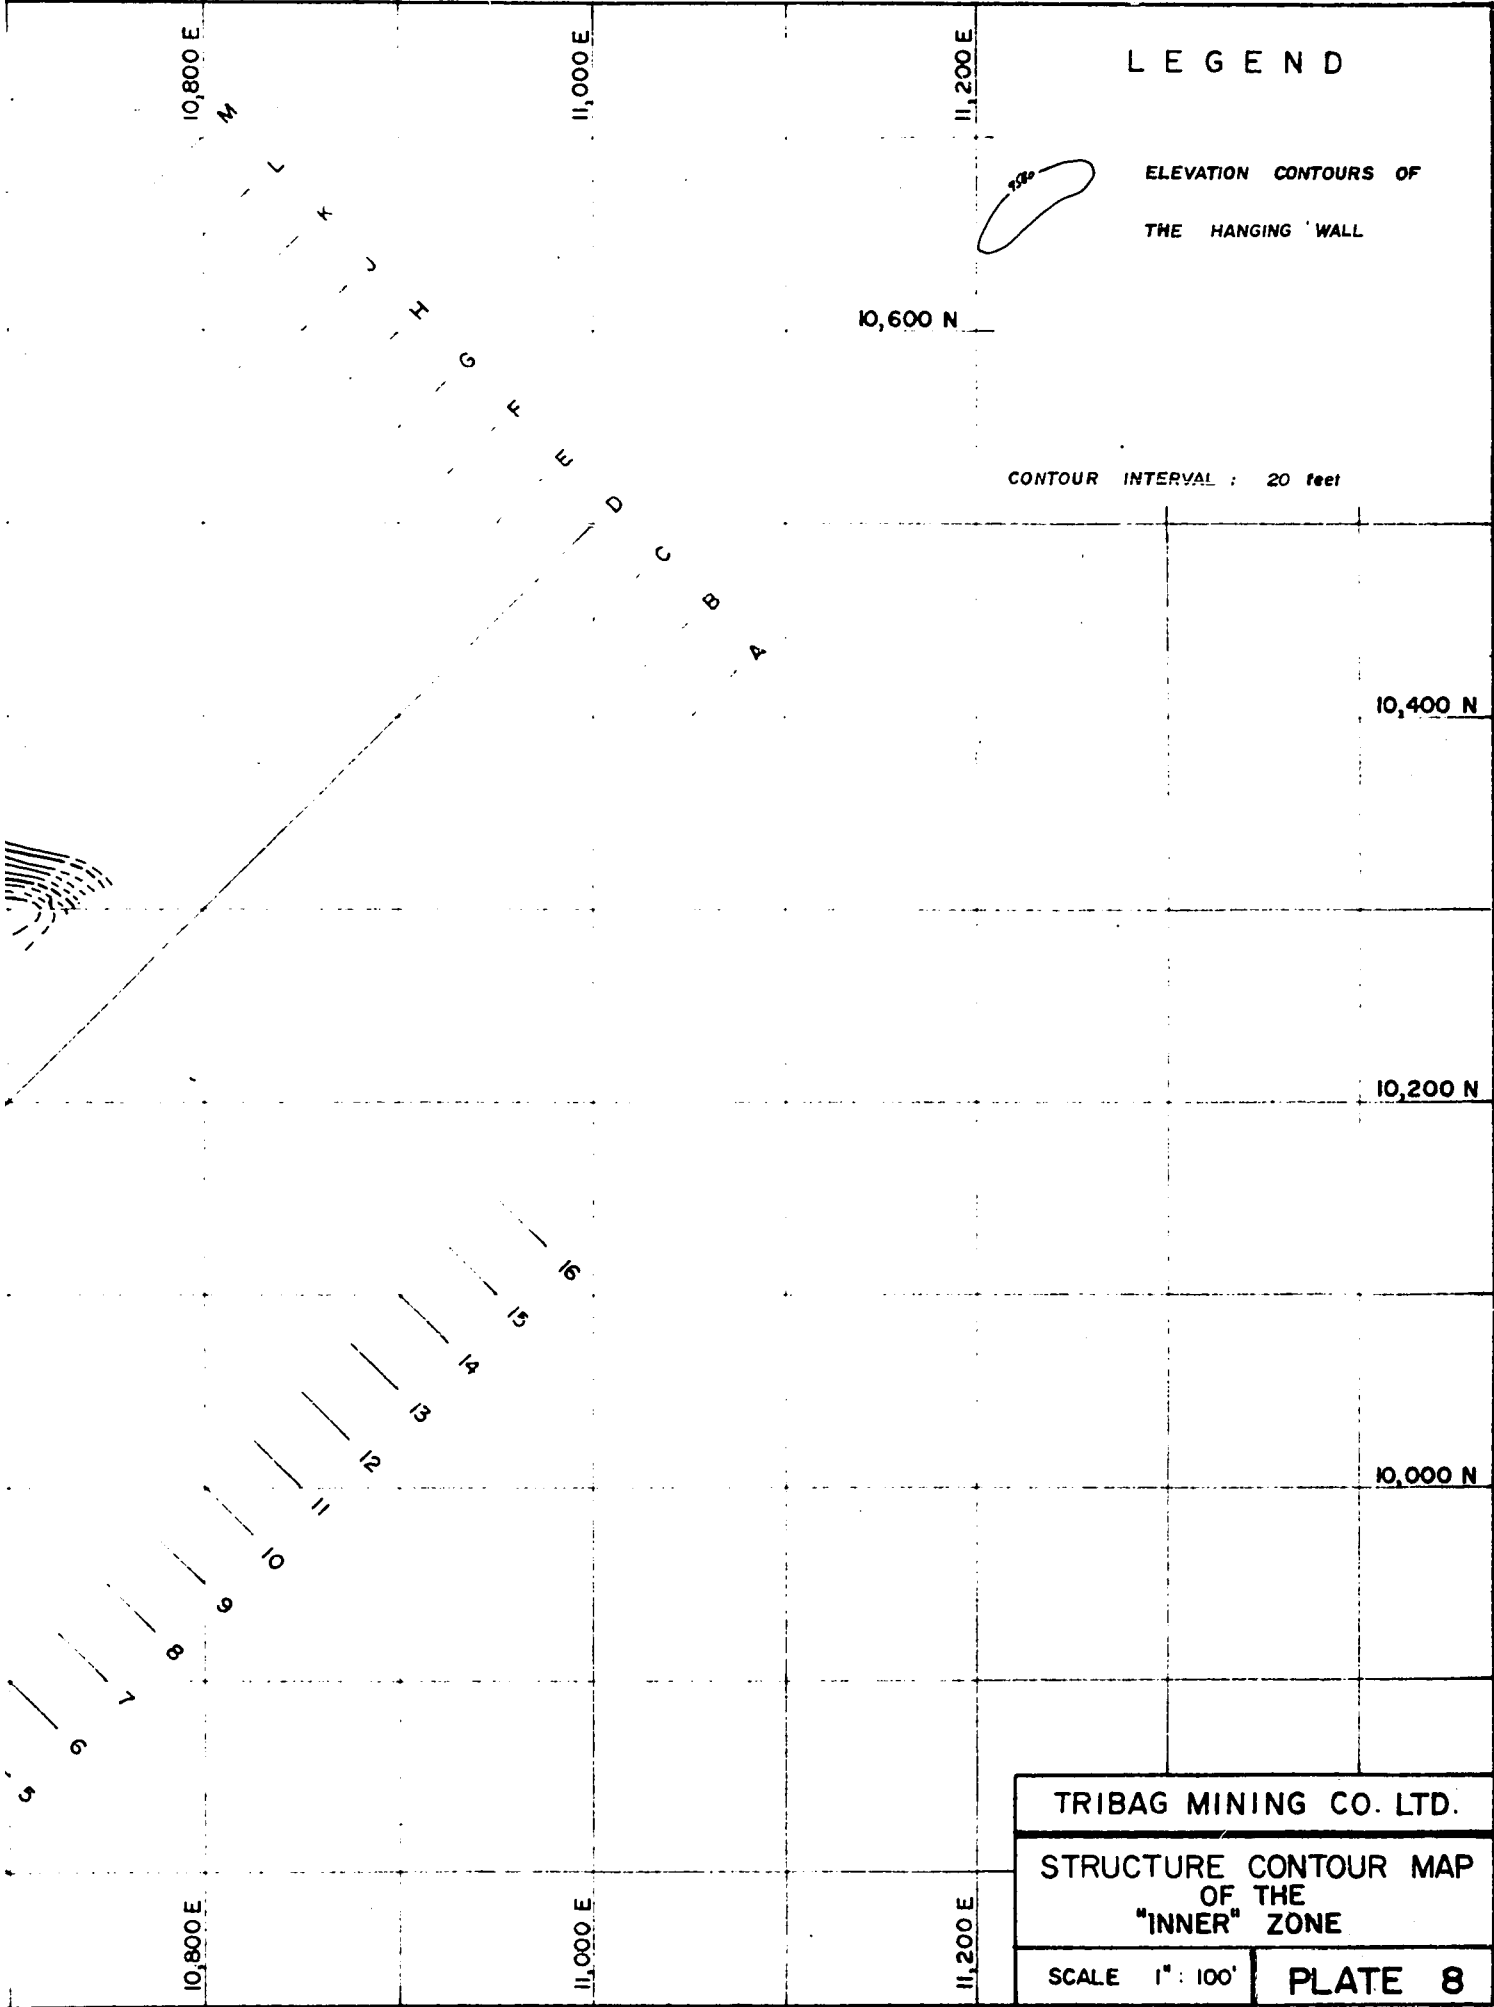 10,800 E
11,000 E
11,200 E
LEGEND
9580
ELEVATION CONTOURS OF
THE HANGING WALL
M
L
K
J
H
G
F
E
D
C
B
A
10,600 N
CONTOUR INTERVAL : 20 feet
10,400 N
10,200 N
10,000 N
16
15
14
13
12
11
10
9
8
7
6
5
10,800 E
11,000 E
11,200 E
TRIBAG MINING CO. LTD.
STRUCTURE CONTOUR MAP
OF THE
"INNER" ZONE
SCALE 1" : 100'
PLATE 8